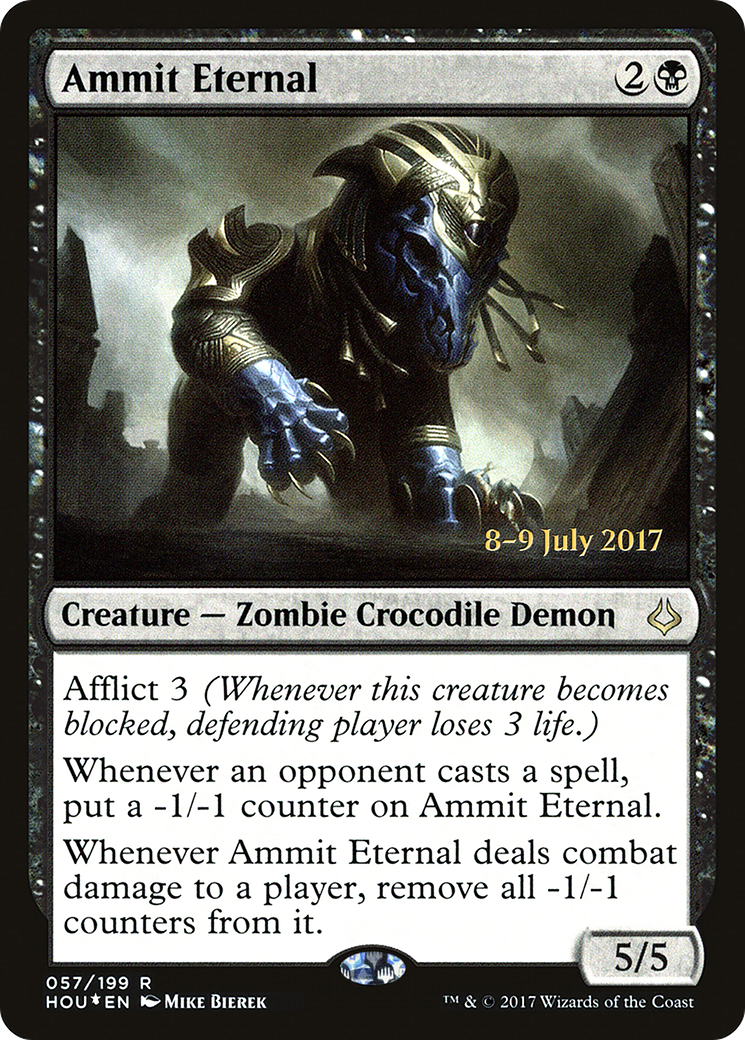 Ammit Eternal 2
8–9 July 2017
Creature — Zombie Crocodile Demon
Afflict 3 (Whenever this creature becomes
blocked, defending player loses 3 life.)
Whenever an opponent casts a spell,
put a -1/-1 counter on Ammit Eternal.
Whenever Ammit Eternal deals combat
damage to a player, remove all -1/-1
counters from it.
5/5
057/199 R
HOU★EN Mike Bierek ™ & © 2017 Wizards of the Coast